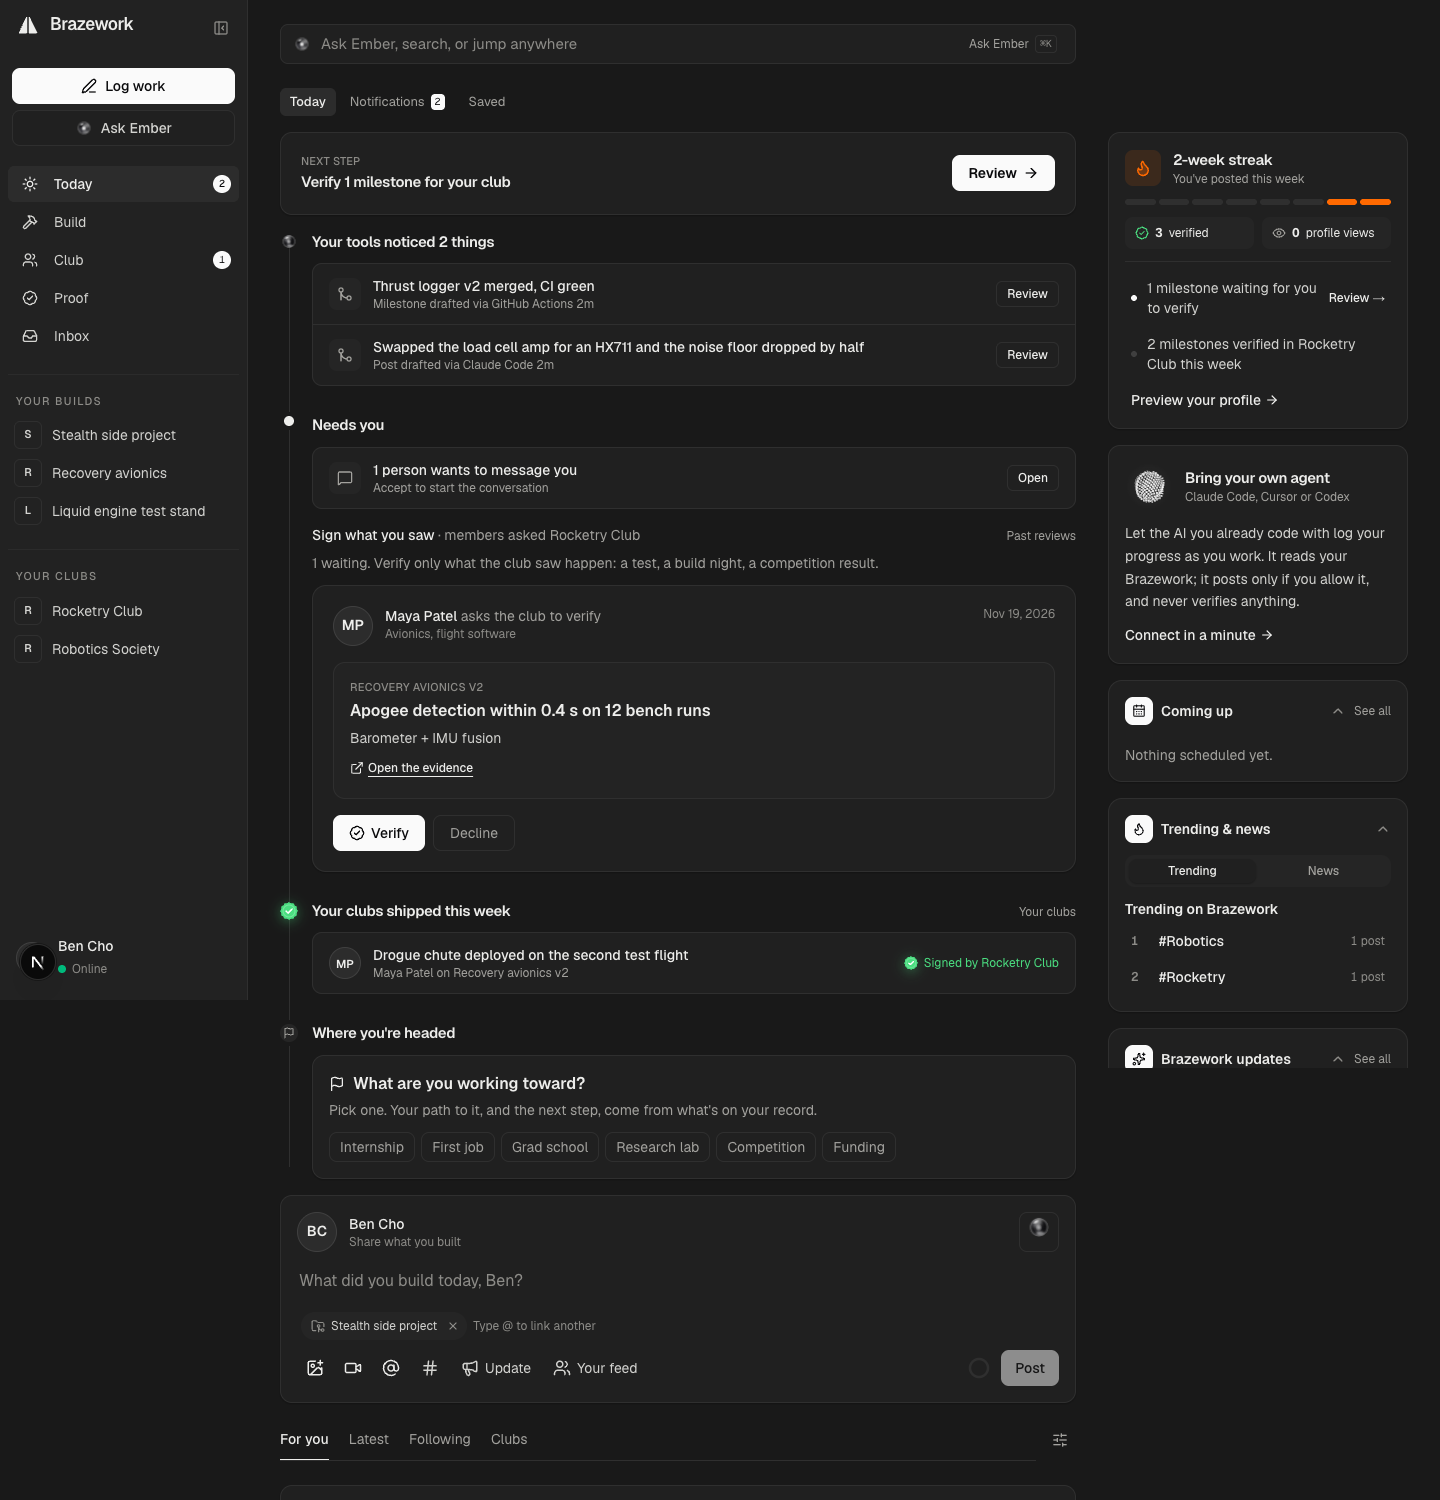 Brazework
Log work
Ask Ember
Today 2
Build
Club 1
Proof
Inbox
YOUR BUILDS
S Stealth side project
R Recovery avionics
L Liquid engine test stand
YOUR CLUBS
R Rocketry Club
R Robotics Society
N Ben Cho
Online
Ask Ember, search, or jump anywhere Ask Ember ⌘K
Today Notifications 2 Saved
NEXT STEP
Verify 1 milestone for your club
Review →
Your tools noticed 2 things
Thrust logger v2 merged, CI green
Milestone drafted via GitHub Actions 2m
Review
Swapped the load cell amp for an HX711 and the noise floor dropped by half
Post drafted via Claude Code 2m
Review
Needs you
1 person wants to message you
Accept to start the conversation
Open
Sign what you saw · members asked Rocketry Club Past reviews
1 waiting. Verify only what the club saw happen: a test, a build night, a competition result.
MP
Maya Patel asks the club to verify Nov 19, 2026
Avionics, flight software
RECOVERY AVIONICS V2
Apogee detection within 0.4 s on 12 bench runs
Barometer + IMU fusion
Open the evidence
Verify Decline
Your clubs shipped this week Your clubs
MP
Drogue chute deployed on the second test flight
Maya Patel on Recovery avionics v2
Signed by Rocketry Club
Where you're headed
What are you working toward?
Pick one. Your path to it, and the next step, come from what's on your record.
Internship First job Grad school Research lab Competition Funding
BC
Ben Cho
Share what you built
What did you build today, Ben?
Stealth side project × Type @ to link another
Update Your feed Post
For you Latest Following Clubs
2-week streak
You've posted this week
3 verified 0 profile views
1 milestone waiting for you
to verify
Review →
2 milestones verified in Rocketry
Club this week
Preview your profile →
Bring your own agent
Claude Code, Cursor or Codex
Let the AI you already code with log your
progress as you work. It reads your
Brazework; it posts only if you allow it,
and never verifies anything.
Connect in a minute →
Coming up See all
Nothing scheduled yet.
Trending & news
Trending News
Trending on Brazework
1 #Robotics 1 post
2 #Rocketry 1 post
Brazework updates See all